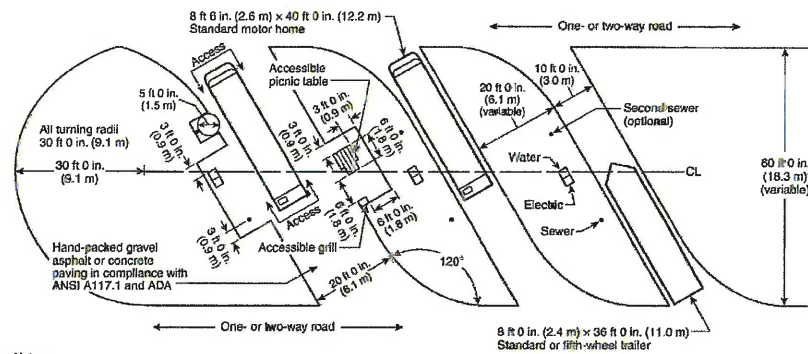 8 ft 6 in. (2.6 m) × 40 ft 0 in. (12.2 m)
Standard motor home
One- or two-way road
Access
Accessible
picnic table
5 ft 0 in.
(1.5 m)
3 ft 0 in.
(0.9 m)
20 ft 0 in.
(6.1 m)
(variable)
10 ft 0 in.
(3.0 m)
Second sewer
(optional)
All turning radii
30 ft 0 in. (9.1 m)
3 ft 0 in.
(0.9 m)
3 ft 0 in.
(0.9 m)
6 ft 0 in.
(1.8 m)
30 ft 0 in.
(9.1 m)
Water
Electric
CL
60 ft 0 in.
(18.3 m)
(variable)
3 ft 0 in.
(0.9 m)
Access
6 ft 0 in.
(1.8 m)
6 ft 0 in.
(1.8 m)
Sewer
Accessible grill
Hand-packed gravel
asphalt or concrete
paving in compliance with
ANSI A117.1 and ADA
20 ft 0 in.
(6.1 m)
120°
One- or two-way road
8 ft 0 in. (2.4 m) × 36 ft 0 in. (11.0 m)
Standard or fifth-wheel trailer